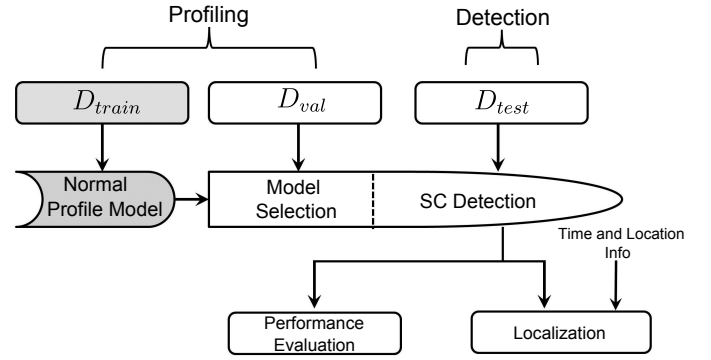 Profiling
Detection
D_train
D_val
D_test
Normal
Profile Model
Model
Selection
SC Detection
Time and Location
Info
Performance
Evaluation
Localization